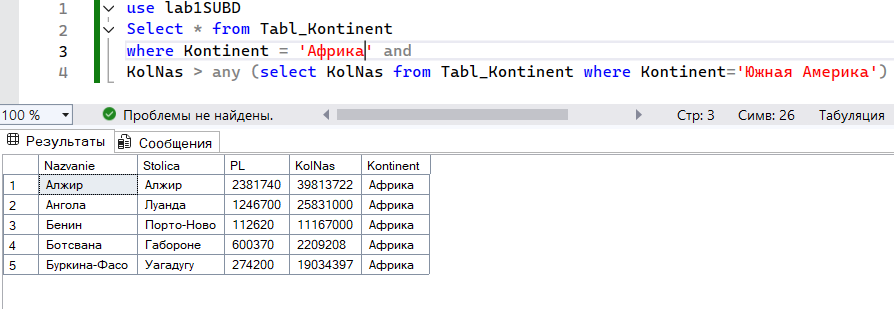 1 use lab1SUBD
2 Select * from Tabl_Kontinent
3 where Kontinent = 'Африка' and
4 KolNas > any (select KolNas from Tabl_Kontinent where Kontinent='Южная Америка')
100 % Проблемы не найдены. Стр: 3 Симв: 26 Табуляция
Результаты Сообщения
Nazvanie Stolica PL KolNas Kontinent
1 Алжир Алжир 2381740 39813722 Африка
2 Ангола Луанда 1246700 25831000 Африка
3 Бенин Порто-Ново 112620 11167000 Африка
4 Ботсвана Габороне 600370 2209208 Африка
5 Буркина-Фасо Уагадугу 274200 19034397 Африка